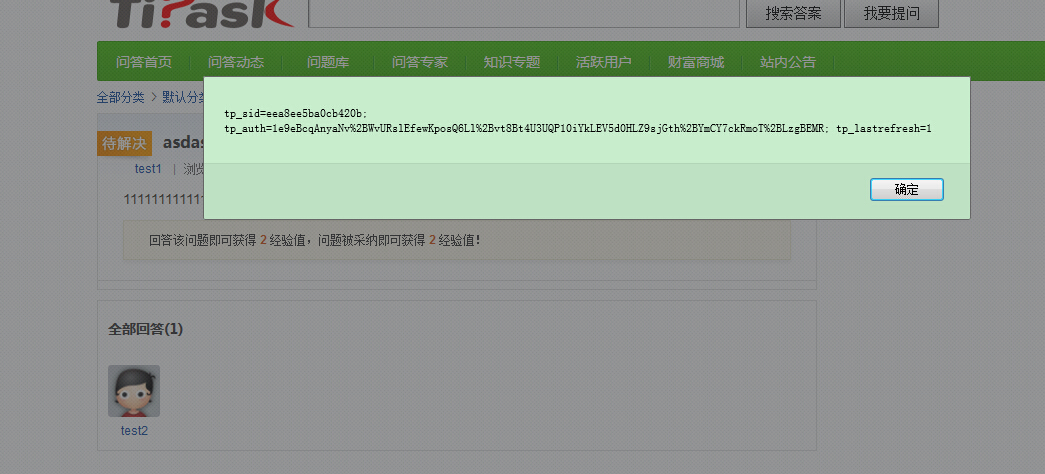 Tipask
搜索答案 我要提问
问答首页 问答动态 问题库 问答专家 知识专题 活跃用户 财富商城 站内公告
全部分类 > 默认分类
tp_sid=eea8ee5ba0cb420b;
tp_auth=1e9eBcqAnyaNv%2BWvURslEfewKposQ6Ll%2Bvt8Bt4U3UQP10iYkLEV5dOHLZ9sjGth%2BYmCY7ckRmoT%2BLzgBEMR; tp_lastrefresh=1
确定
待解决 asdas
test1 | 浏览
1111111111111
回答该问题即可获得 2 经验值，问题被采纳即可获得 2 经验值！
全部回答(1)
test2